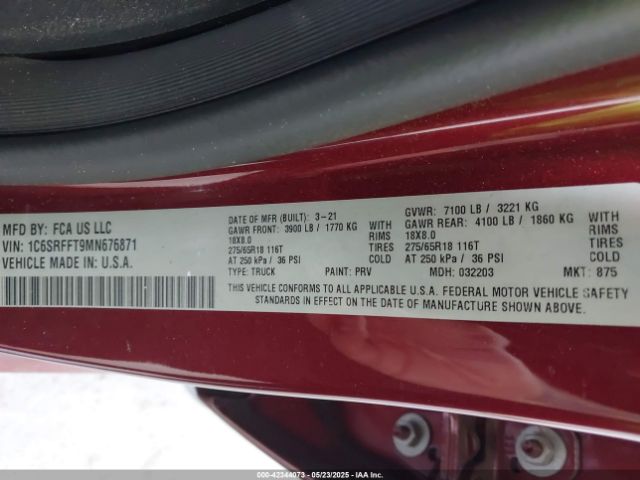 MFD BY: FCA US LLC
VIN: 1C6SRFFT9MN676871
VEHICLE MADE IN: U.S.A.
DATE OF MFR (BUILT): 3-21
GAWR FRONT: 3900 LB / 1770 KG WITH
18X8.0 RIMS
275/65R18 116T TIRES
AT 250 kPa / 36 PSI COLD
TYPE: TRUCK PAINT: PRV
GVWR: 7100 LB / 3221 KG
GAWR REAR: 4100 LB / 1860 KG WITH
18X8.0 RIMS
275/65R18 116T TIRES
AT 250 kPa / 36 PSI COLD
MDH: 032203 MKT: 875
THIS VEHICLE CONFORMS TO ALL APPLICABLE U.S.A. FEDERAL MOTOR VEHICLE SAFETY
STANDARDS IN EFFECT ON THE DATE OF MANUFACTURE SHOWN ABOVE.
000-42344073 - 05/23/2025 - COPYRIGHT IAA, LLC